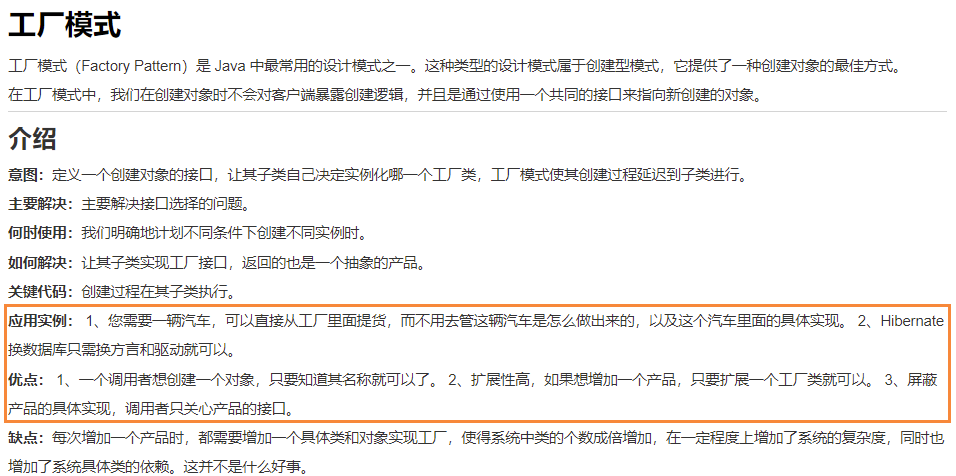 工厂模式
工厂模式（Factory Pattern）是 Java 中最常用的设计模式之一。这种类型的设计模式属于创建型模式，它提供了一种创建对象的最佳方式。
在工厂模式中，我们在创建对象时不会对客户端暴露创建逻辑，并且是通过使用一个共同的接口来指向新创建的对象。
介绍
意图：定义一个创建对象的接口，让其子类自己决定实例化哪一个工厂类，工厂模式使其创建过程延迟到子类进行。
主要解决：主要解决接口选择的问题。
何时使用：我们明确地计划不同条件下创建不同实例时。
如何解决：让其子类实现工厂接口，返回的也是一个抽象的产品。
关键代码：创建过程在其子类执行。
应用实例： 1、您需要一辆汽车，可以直接从工厂里面提货，而不用去管这辆汽车是怎么做出来的，以及这个汽车里面的具体实现。 2、Hibernate
换数据库只需换方言和驱动就可以。
优点： 1、一个调用者想创建一个对象，只要知道其名称就可以了。 2、扩展性高，如果想增加一个产品，只要扩展一个工厂类就可以。 3、屏蔽
产品的具体实现，调用者只关心产品的接口。
缺点：每次增加一个产品时，都需要增加一个具体类和对象实现工厂，使得系统中类的个数成倍增加，在一定程度上增加了系统的复杂度，同时也
增加了系统具体类的依赖。这并不是什么好事。